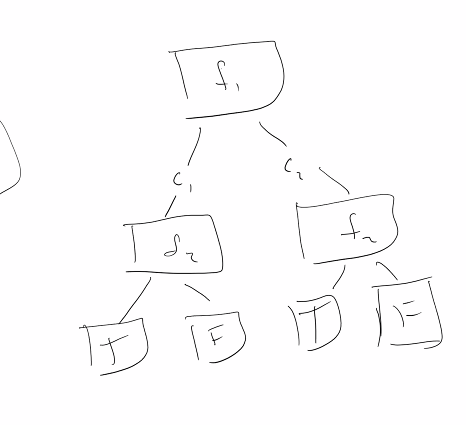 f₁
c₁ c₂
f₂ f₂
T F T F